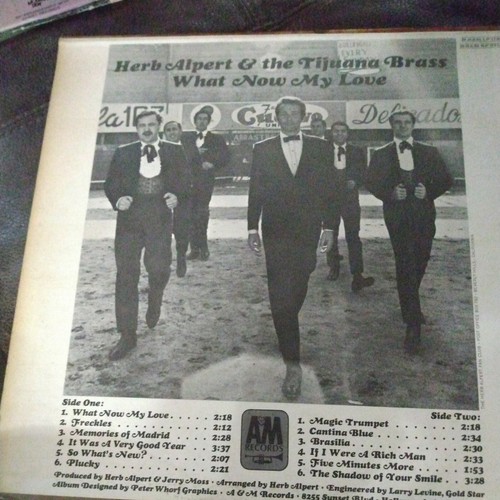 Herb Alpert & the Tijuana Brass
What Now My Love
Side One:
1. What Now My Love . . . . . 2:18
2. Freckles . . . . . . . . . . . 2:12
3. Memories of Madrid . . . . 2:28
4. It Was A Very Good Year . . 3:37
5. So What's New? . . . . . . . 2:07
6. Plucky . . . . . . . . . . . . 2:21
A&M
RECORDS
Side Two:
1. Magic Trumpet . . . . . . . 2:18
2. Cantina Blue . . . . . . . . 2:34
3. Brasilia . . . . . . . . . . . 2:30
4. If I Were A Rich Man . . . . 2:33
5. Five Minutes More . . . . . 1:53
6. The Shadow of Your Smile . 3:28
Produced by Herb Alpert & Jerry Moss • Arranged by Herb Alpert • Engineered by Larry Levine, Gold Star
Album Designed by Peter Whorf Graphics • A & M Records • 8255 Sunset Blvd